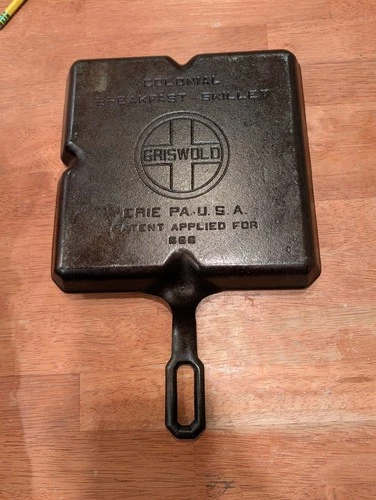 COLONIAL
BREAKFAST SKILLET
GRISWOLD
ERIE PA. U.S.A.
PATENT APPLIED FOR
666